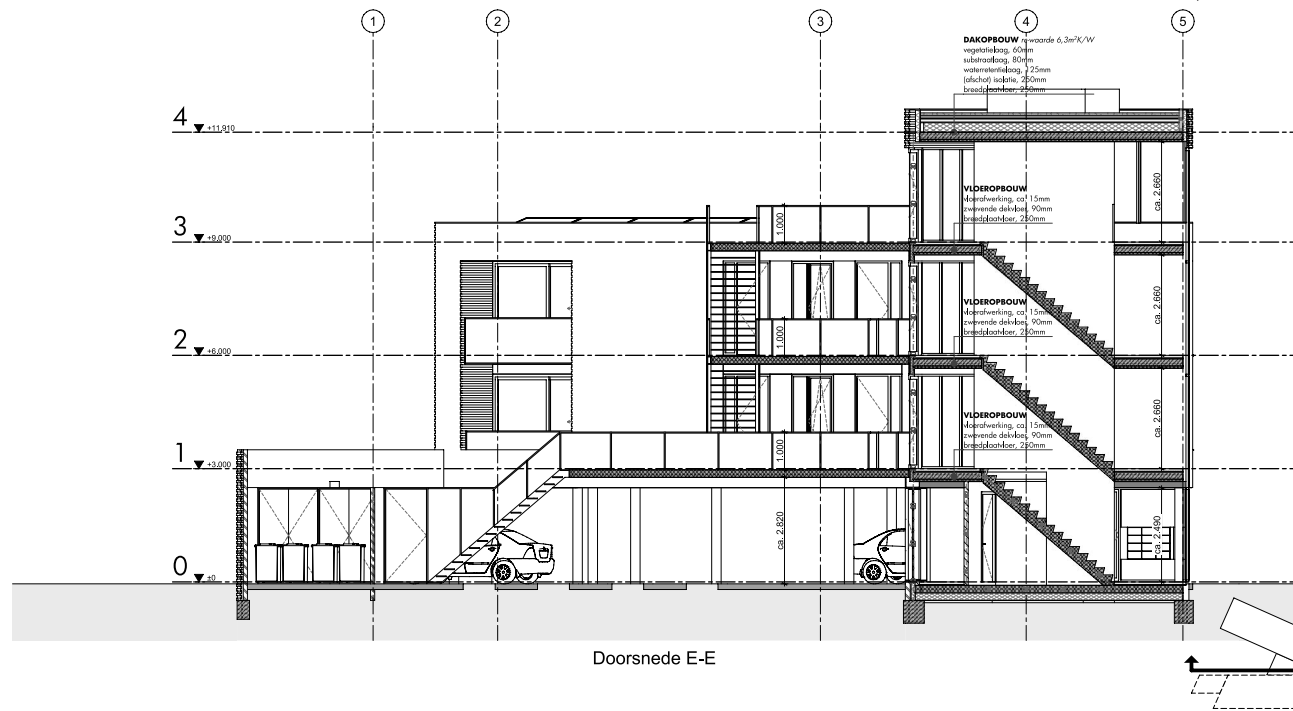 1
2
3
4
5
DAKOPBOUW rc-waarde 6,3m²K/W
vegetatielaag, 60mm
substraatlaag, 80mm
waterretentielaag, 125mm
(afschot) isolatie, 250mm
breedplaatvloer, 250mm
4 +11.910
ca. 2.660
VLOEROPBOUW
vloerafwerking, ca. 15mm
zwevende dekvloer, 90mm
breedplaatvloer, 250mm
1.000
3 +9.000
ca. 2.660
VLOEROPBOUW
vloerafwerking, ca. 15mm
zwevende dekvloer, 90mm
breedplaatvloer, 250mm
1.000
2 +6.000
ca. 2.660
VLOEROPBOUW
vloerafwerking, ca. 15mm
zwevende dekvloer, 90mm
breedplaatvloer, 250mm
1.000
1 +3.000
ca. 2.820
ca. 2.490
0 ±0
Doorsnede E-E